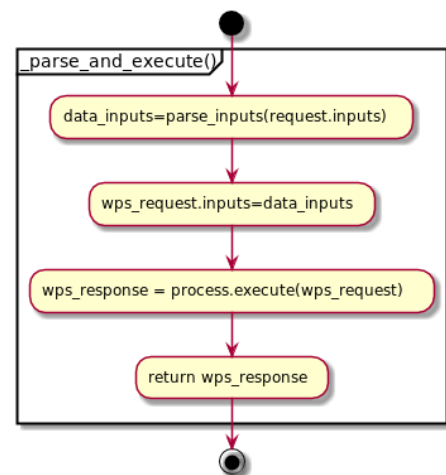 _parse_and_execute()
data_inputs=parse_inputs(request.inputs)
wps_request.inputs=data_inputs
wps_response = process.execute(wps_request)
return wps_response